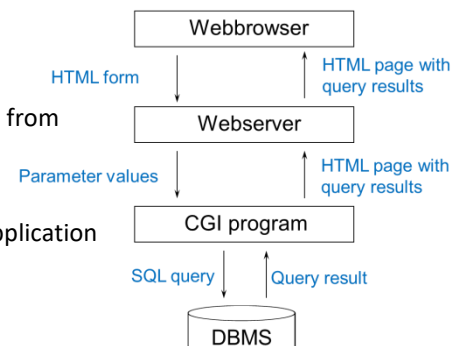 Webbrowser
HTML form
HTML page with
query results
from
Webserver
Parameter values
HTML page with
query results
CGI program
SQL query
Query result
DBMS